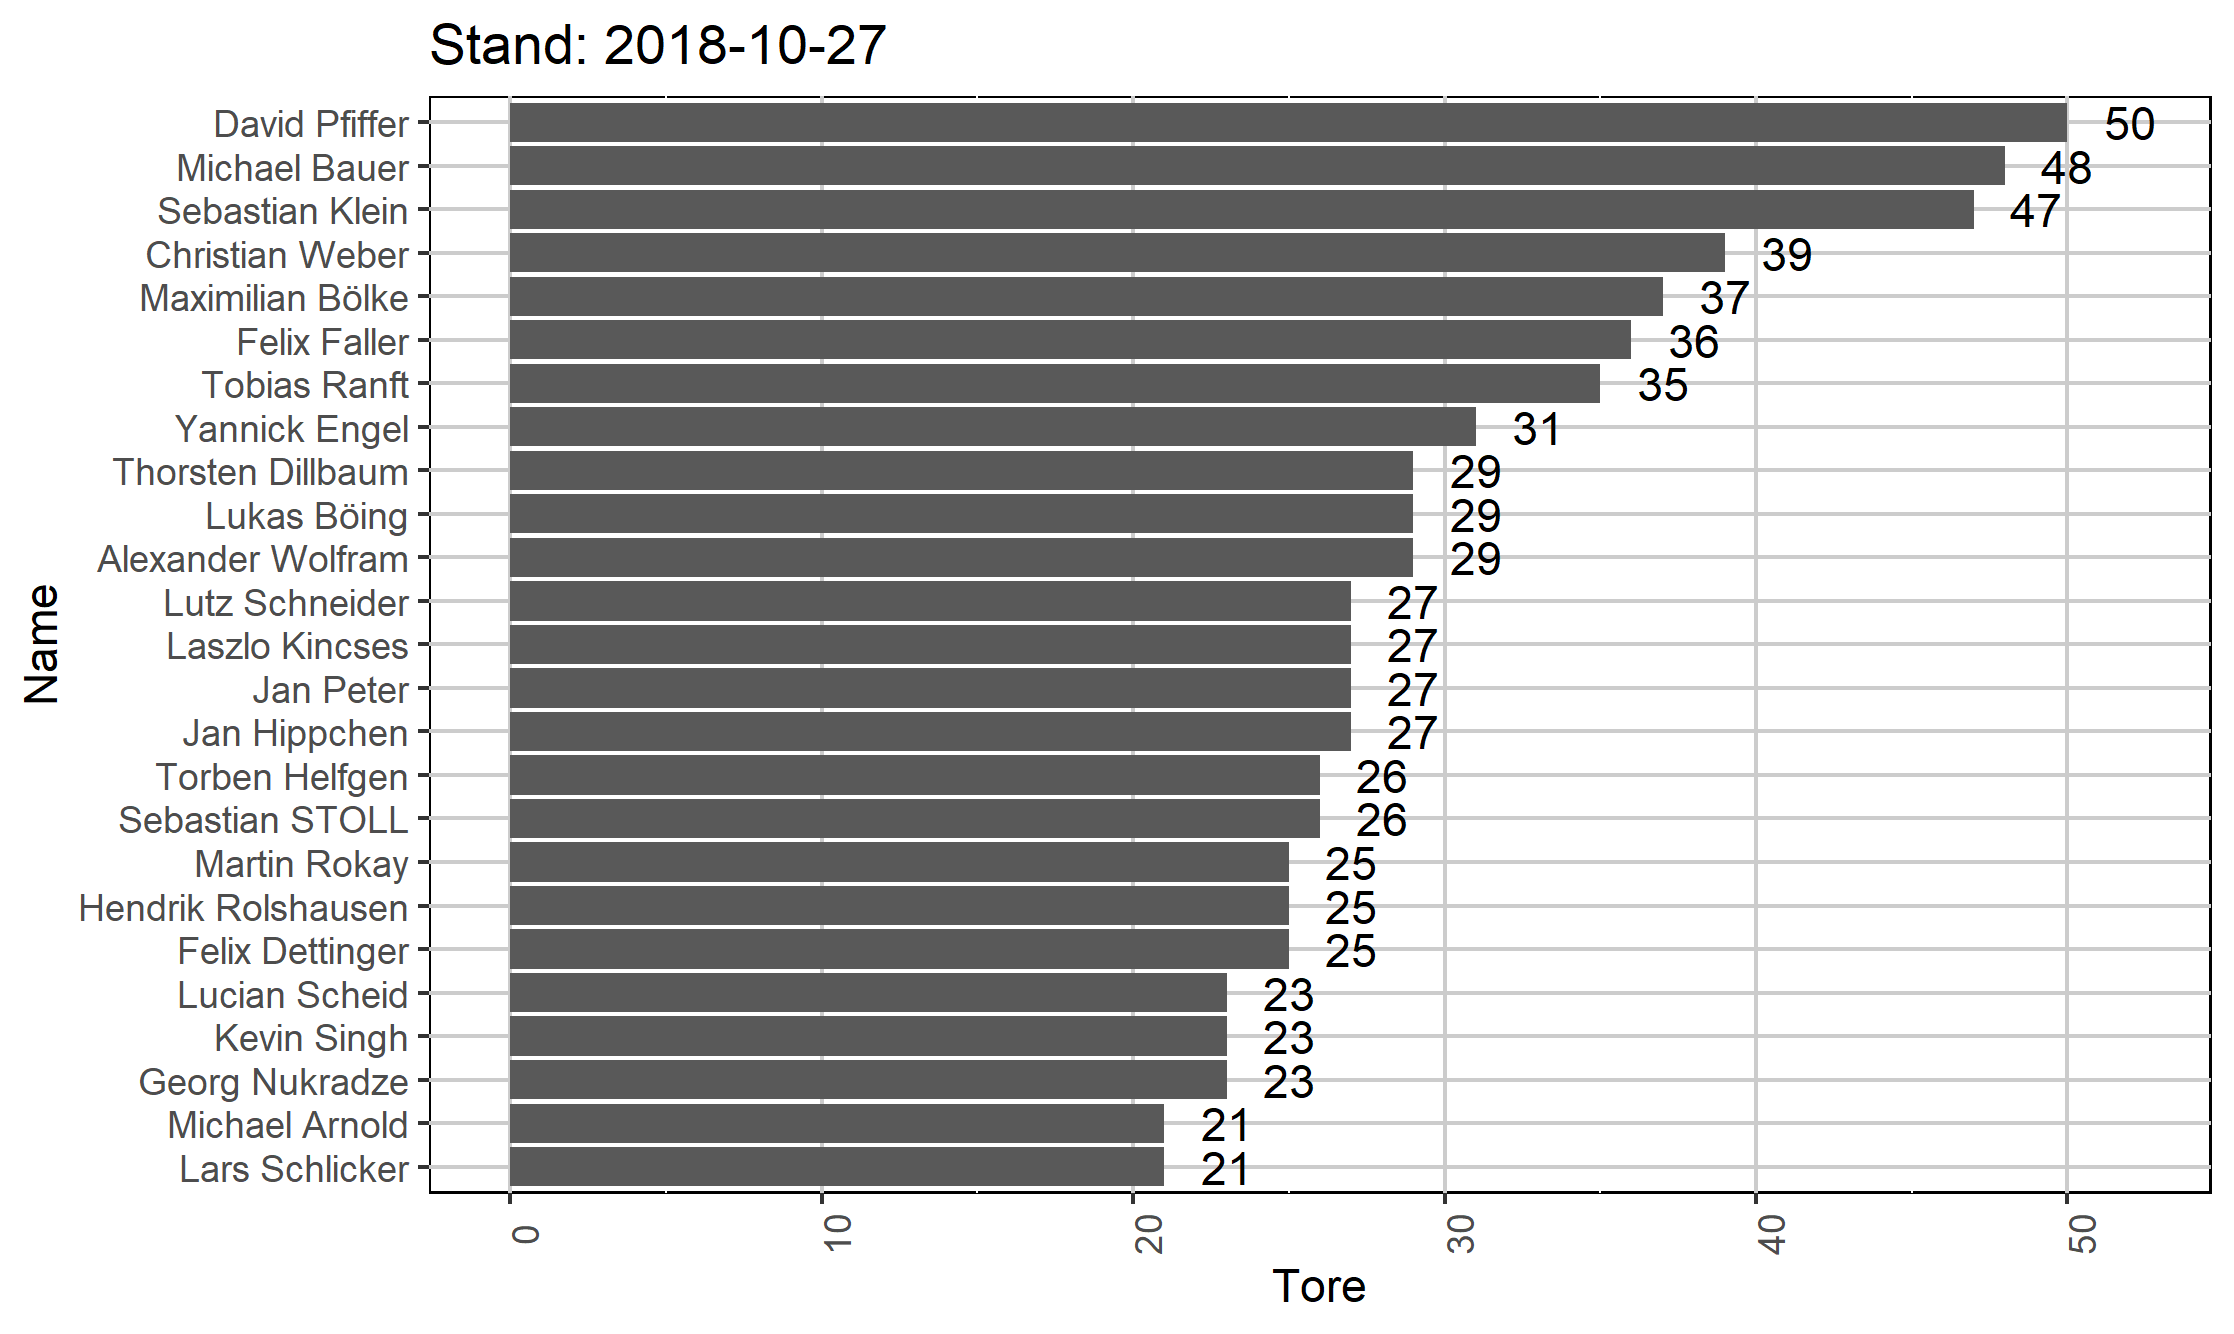 Stand: 2018-10-27
Name
David Pfiffer 50
Michael Bauer 48
Sebastian Klein 47
Christian Weber 39
Maximilian Bölke 37
Felix Faller 36
Tobias Ranft 35
Yannick Engel 31
Thorsten Dillbaum 29
Lukas Böing 29
Alexander Wolfram 29
Lutz Schneider 27
Laszlo Kincses 27
Jan Peter 27
Jan Hippchen 27
Torben Helfgen 26
Sebastian STOLL 26
Martin Rokay 25
Hendrik Rolshausen 25
Felix Dettinger 25
Lucian Scheid 23
Kevin Singh 23
Georg Nukradze 23
Michael Arnold 21
Lars Schlicker 21
0 10 20 30 40 50
Tore